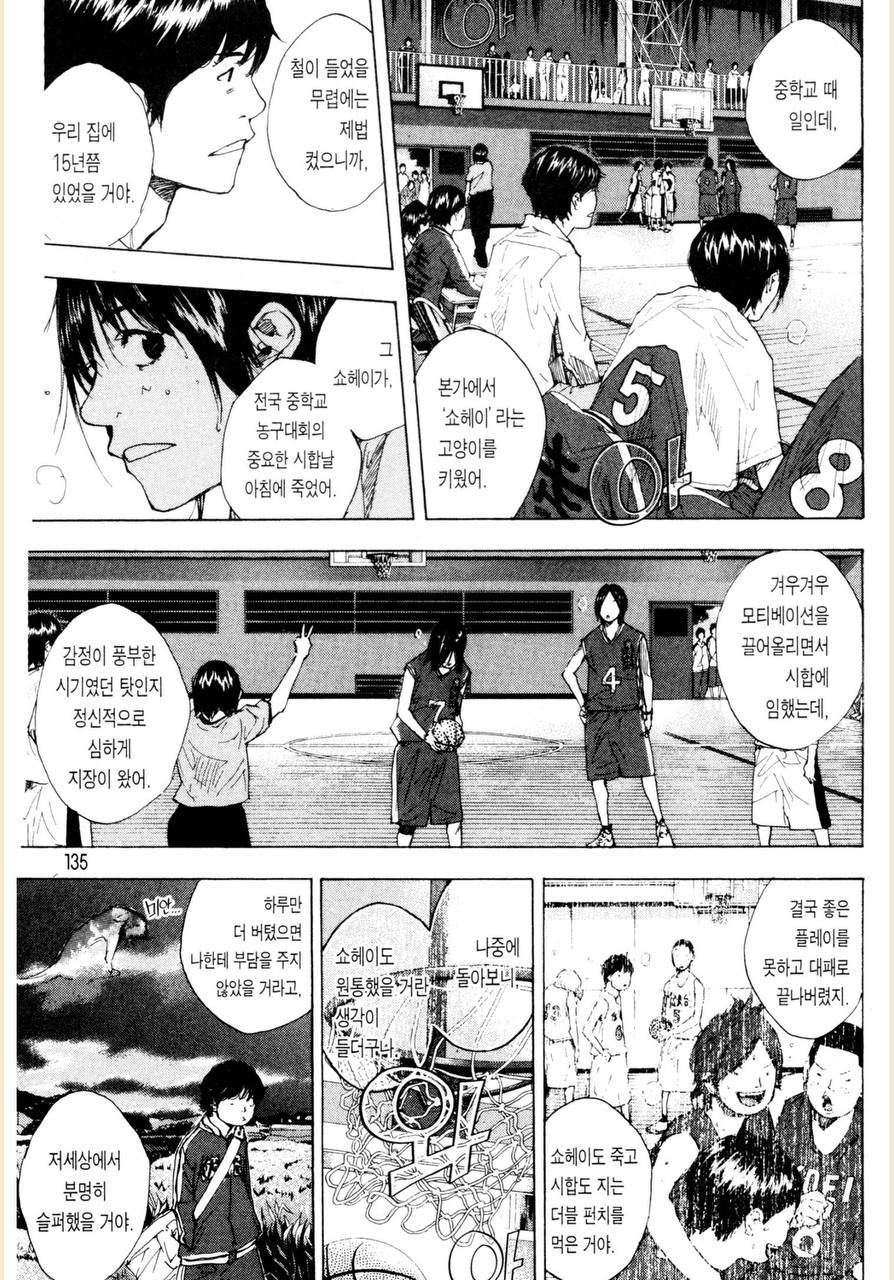 중학교 때
일인데,
와
본가에서
'쇼헤이' 라는
고양이를
키웠어.
5
8
와
철이 들었을
무렵에는
제법
컸으니까,
우리 집에
15년쯤
있었을 거야.
그
쇼헤이가,
전국 중학교
농구대회의
중요한 시합날
아침에 죽었어.
겨우겨우
모티베이션을
끌어올리면서
시합에
임했는데,
4
7
감정이 풍부한
시기였던 탓인지
정신적으로
심하게
지장이 왔어.
135
결국 좋은
플레이를
못하고 대패로
끝나버렸지.
쇼헤이도 죽고
시합도 지는
더블 펀치를
먹은 거야.
나중에
돌아보니,
쇼헤이도
원통했을 거란
생각이
들더구나.
와
하루만
더 버텼으면
나한테 부담을 주지
않았을 거라고,
미안...
저세상에서
분명히
슬퍼했을 거야.